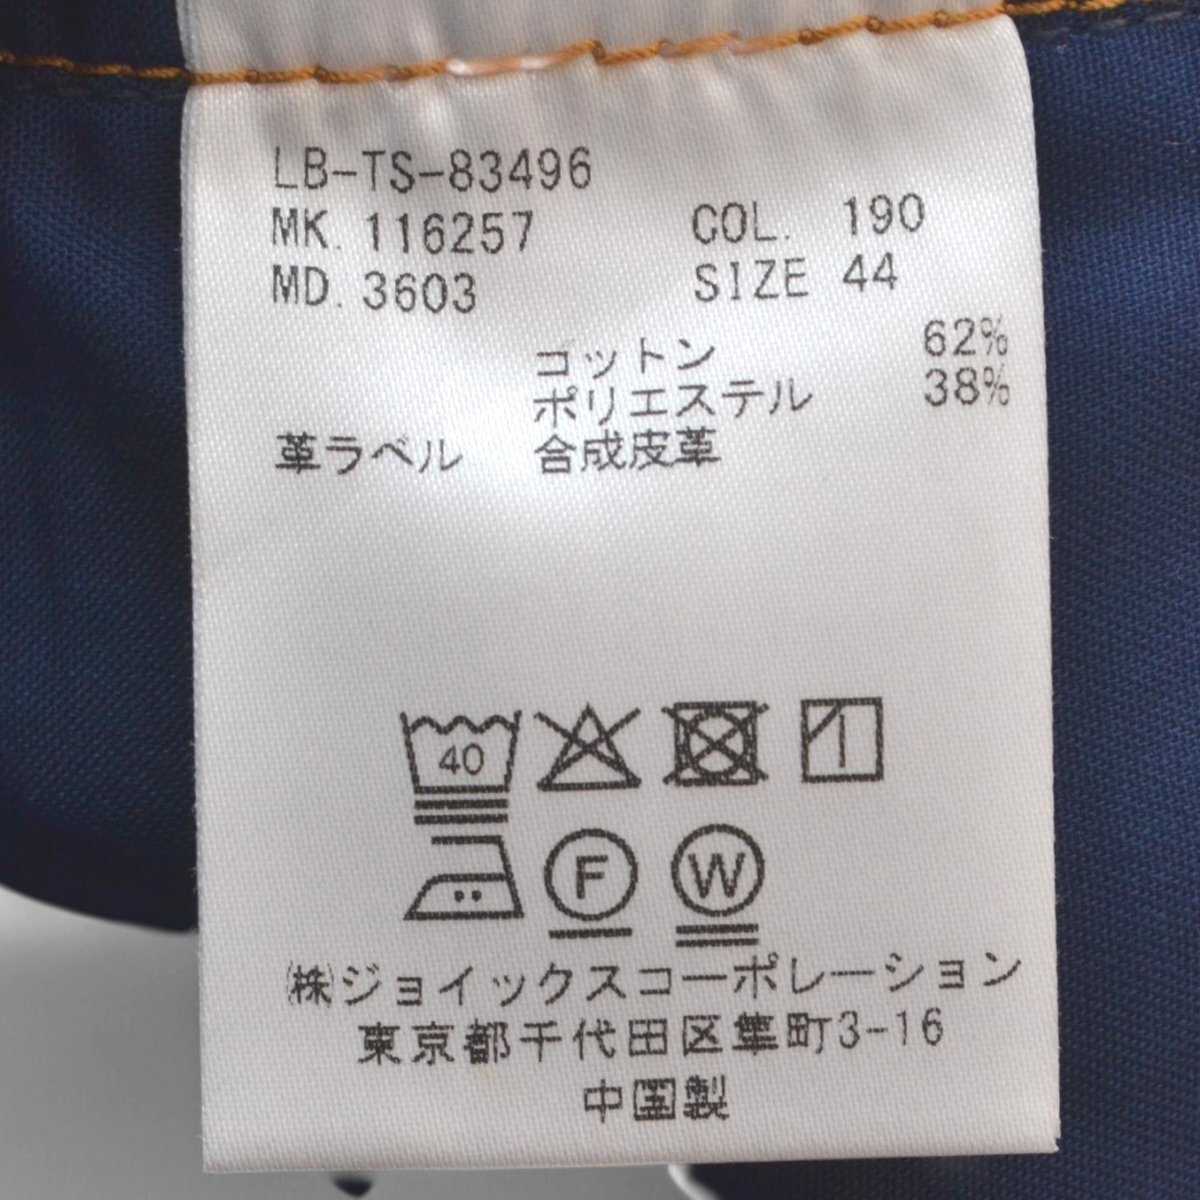 LB-TS-83496
MK. 116257 COL. 190
MD. 3603 SIZE 44
コットン 62%
ポリエステル 38%
革ラベル 合成皮革
40
F W
㈱ジョイックスコーポレーション
東京都千代田区隼町3-16
中国製